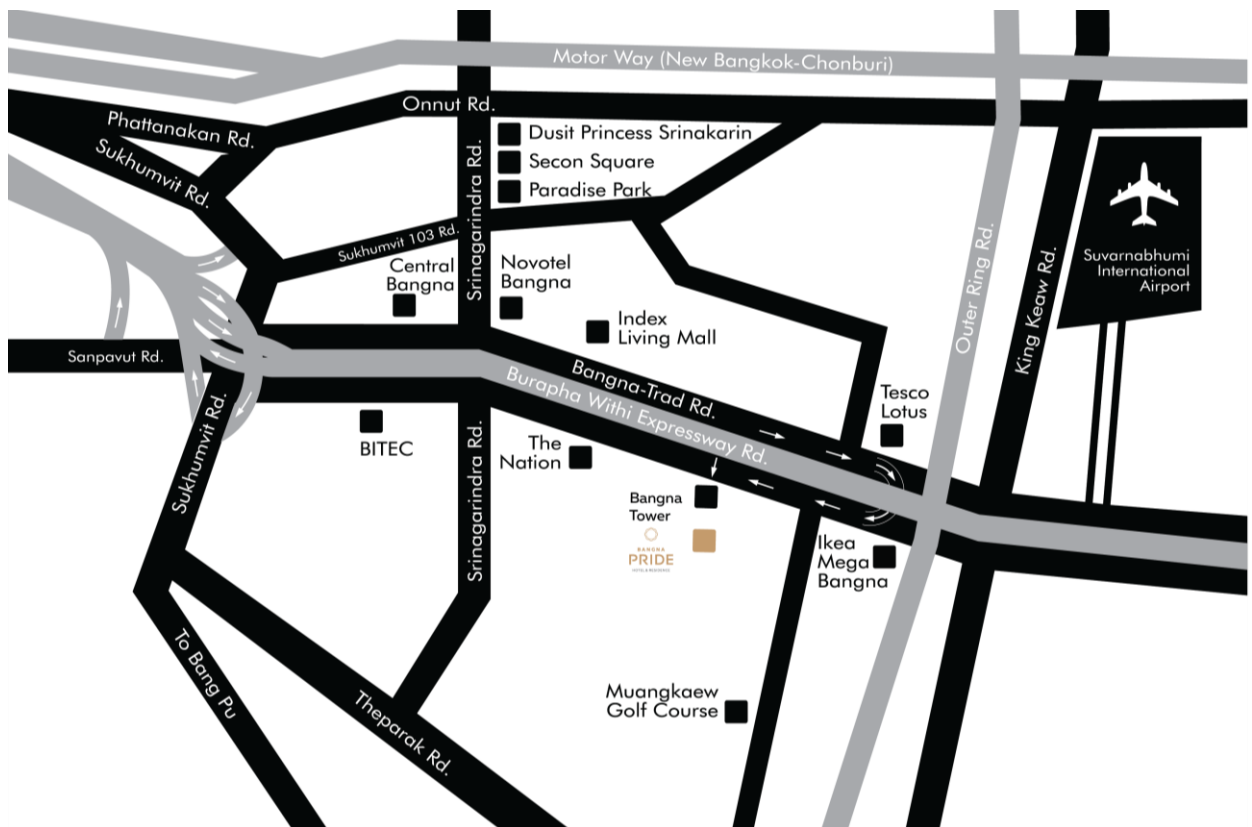 Motor Way (New Bangkok-Chonburi)
Onnut Rd.
Phattanakan Rd.
Sukhumvit Rd.
Srinagarindra Rd.
Dusit Princess Srinakarin
Secon Square
Paradise Park
Sukhumvit 103 Rd.
Central
Bangna
Novotel
Bangna
Index
Living Mall
Outer Ring Rd.
King Keaw Rd.
Suvarnabhumi
International
Airport
Sanpavut Rd.
Bangna-Trad Rd.
Burapha Withi Expressway Rd.
Tesco
Lotus
Sukhumvit Rd.
BITEC
Srinagarindra Rd.
The
Nation
Bangna
Tower
BANGNA
PRIDE
HOTEL & RESIDENCE
Ikea
Mega
Bangna
To Bang Pu
Theparak Rd.
Muangkaew
Golf Course